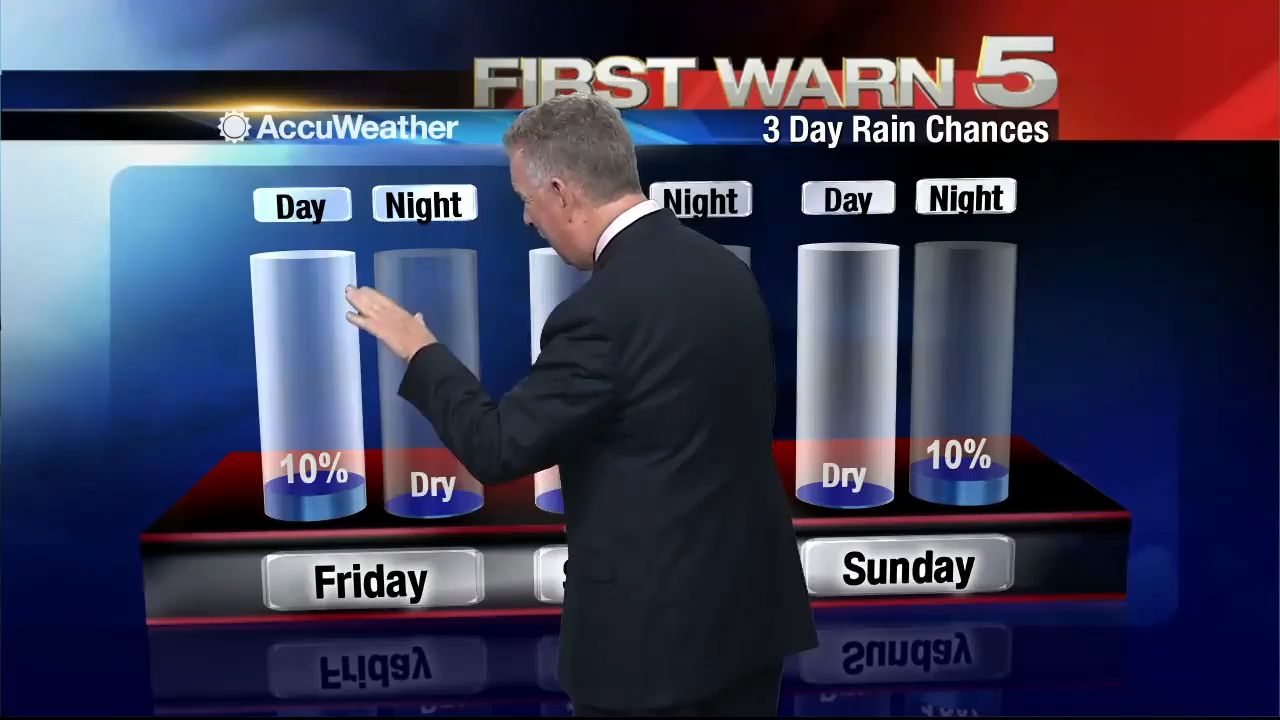 FIRST WARN 5
AccuWeather
3 Day Rain Chances
Day Night Night Day Night
10% Dry Dry 10%
Friday Sunday